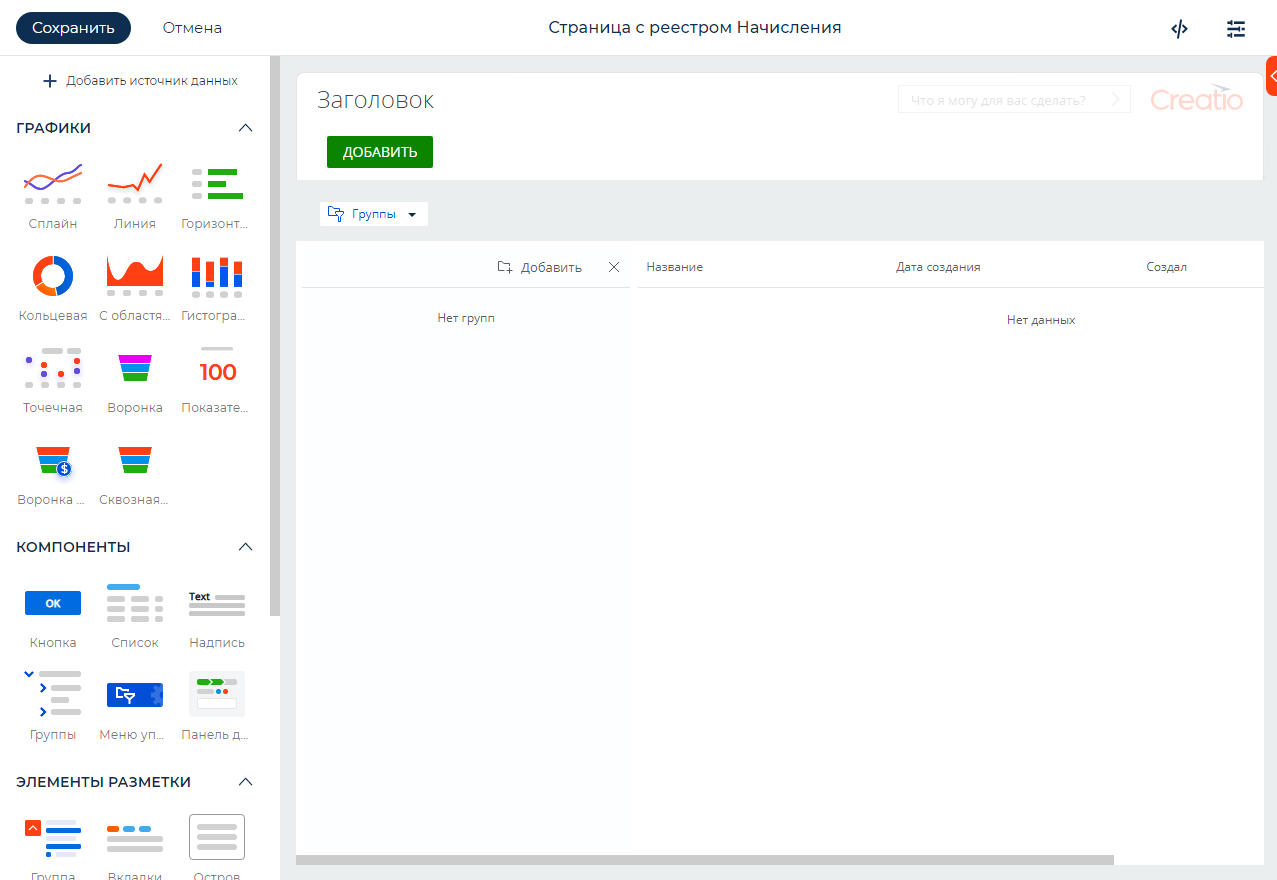 Сохранить
Отмена
Страница с реестром Начисления
Добавить источник данных
ГРАФИКИ
Сплайн
Линия
Горизонт...
Кольцевая
С областя...
Гистогра...
Точечная
Воронка
100
Показате...
$
Воронка ...
Сквозная...
КОМПОНЕНТЫ
OK
Кнопка
Список
Text
Надпись
Группы
Меню уп...
Панель д...
ЭЛЕМЕНТЫ РАЗМЕТКИ
Группа
Вкладки
Остров
Заголовок
Что я могу для вас сделать?
Creatio
ДОБАВИТЬ
Группы
Добавить
Название
Дата создания
Создал
Нет групп
Нет данных